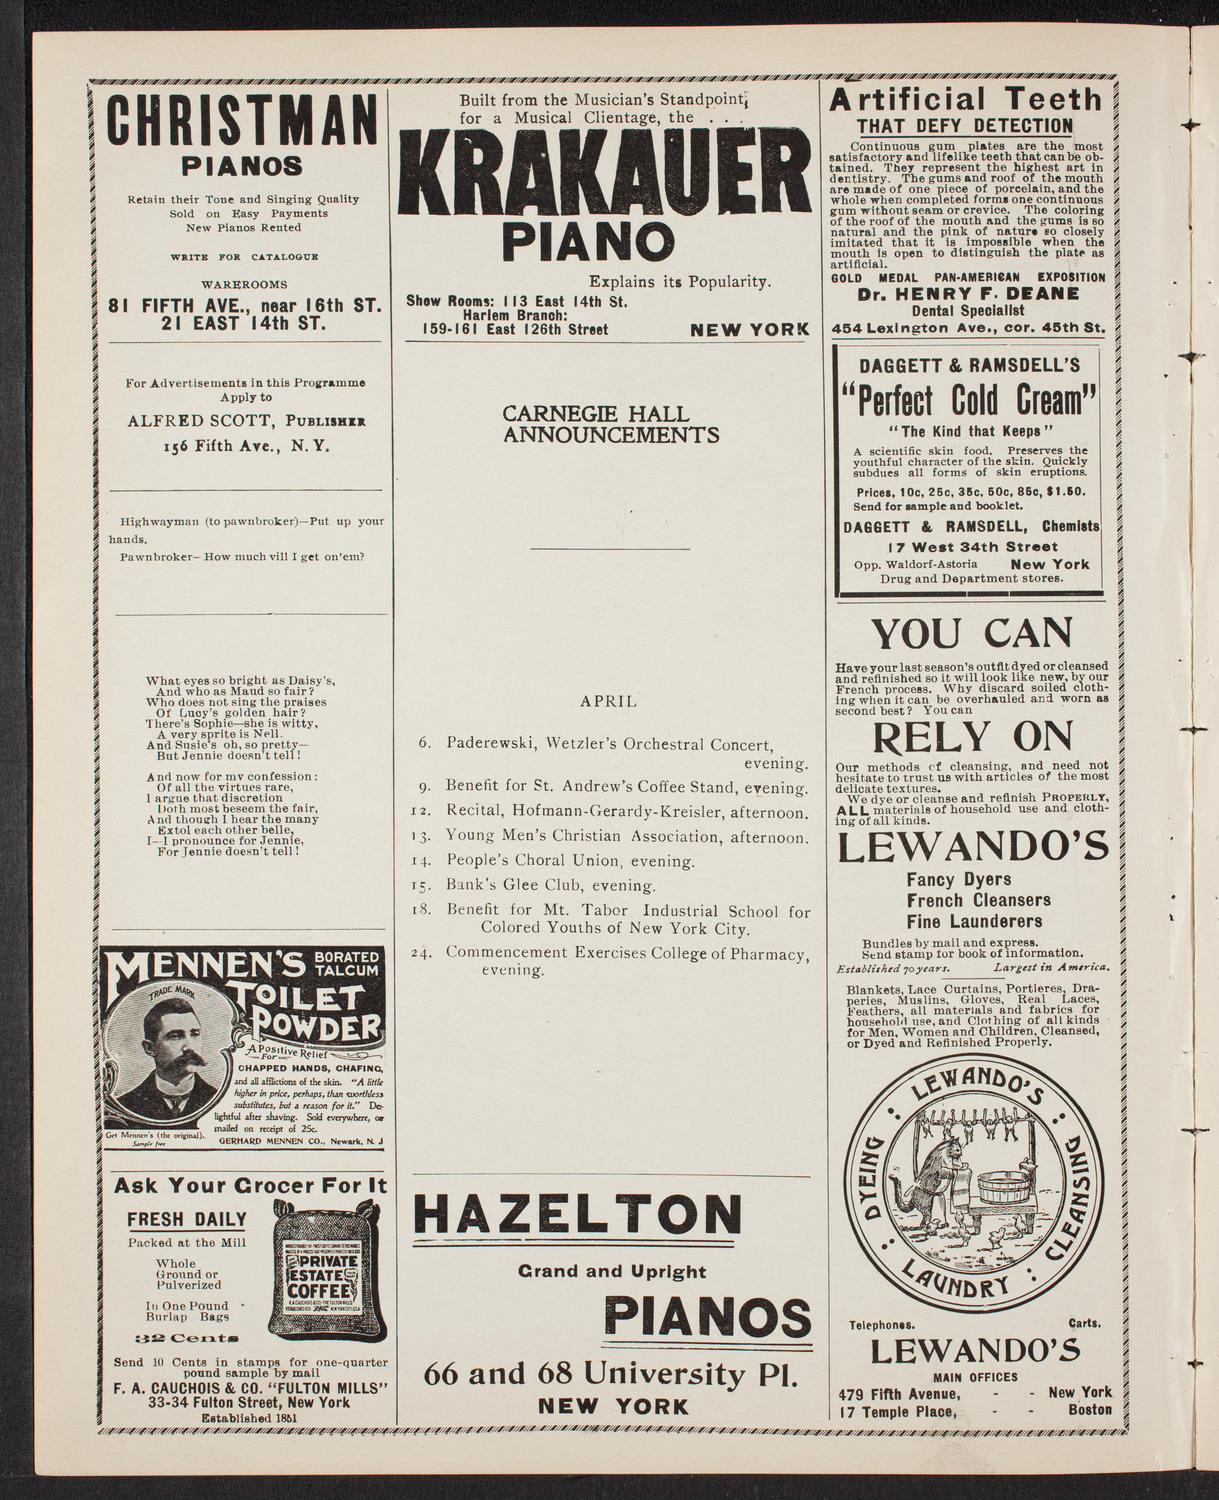 CHRISTMAN
PIANOS
Retain their Tone and Singing Quality
Sold on Easy Payments
New Pianos Rented
WRITE FOR CATALOGUE
WAREROOMS
81 FIFTH AVE., near 16th ST.
21 EAST 14th ST.
For Advertisements in this Programme
Apply to
ALFRED SCOTT, PUBLISHER
156 Fifth Ave., N. Y.
Highwayman (to pawnbroker)—Put up your
hands.
Pawnbroker— How much vill I get on'em?
What eyes so bright as Daisy's,
And who as Maud so fair?
Who does not sing the praises
Of Lucy's golden hair?
There's Sophie—she is witty,
A very sprite is Nell.
And Susie's oh, so pretty—
But Jennie doesn't tell!
And now for my confession:
Of all the virtues rare,
I argue that discretion
Doth most beseem the fair,
And though I hear the many
Extol each other belle,
I—I pronounce for Jennie,
For Jennie doesn't tell!
MENNEN'S BORATED
TALCUM
TOILET
POWDER
TRADE MARK
A Positive Relief
For
CHAPPED HANDS, CHAFING,
and all afflictions of the skin. "A little
higher in price, perhaps, than worthless
substitutes, but a reason for it." De-
lightful after shaving. Sold everywhere, or
mailed on receipt of 25c.
Get Mennen's (the original).
Sample free
GERHARD MENNEN CO., Newark, N. J
Ask Your Grocer For It
FRESH DAILY
Packed at the Mill
Whole
Ground or
Pulverized
In One Pound
Burlap Bags
32 Cents
PRIVATE
ESTATE
COFFEE
Send 10 Cents in stamps for one-quarter
pound sample by mail
F. A. CAUCHOIS & CO. "FULTON MILLS"
33-34 Fulton Street, New York
Established 1851
Built from the Musician's Standpoint;
for a Musical Clientage, the . . .
KRAKAUER
PIANO
Explains its Popularity.
Show Rooms: 113 East 14th St.
Harlem Branch:
159-161 East 126th Street NEW YORK
CARNEGIE HALL
ANNOUNCEMENTS
APRIL
6. Paderewski, Wetzler's Orchestral Concert,
evening.
9. Benefit for St. Andrew's Coffee Stand, evening.
12. Recital, Hofmann-Gerardy-Kreisler, afternoon.
13. Young Men's Christian Association, afternoon.
14. People's Choral Union, evening.
15. Bank's Glee Club, evening.
18. Benefit for Mt. Tabor Industrial School for
Colored Youths of New York City.
24. Commencement Exercises College of Pharmacy,
evening.
HAZELTON
Grand and Upright
PIANOS
66 and 68 University Pl.
NEW YORK
Artificial Teeth
THAT DEFY DETECTION
Continuous gum plates are the most
satisfactory and lifelike teeth that can be ob-
tained. They represent the highest art in
dentistry. The gums and roof of the mouth
are made of one piece of porcelain, and the
whole when completed forms one continuous
gum without seam or crevice. The coloring
of the roof of the mouth and the gums is so
natural and the pink of nature so closely
imitated that it is impossible when the
mouth is open to distinguish the plate as
artificial.
GOLD MEDAL PAN-AMERICAN EXPOSITION
Dr. HENRY F. DEANE
Dental Specialist
454 Lexington Ave., cor. 45th St.
DAGGETT & RAMSDELL'S
"Perfect Cold Cream"
"The Kind that Keeps"
A scientific skin food. Preserves the
youthful character of the skin. Quickly
subdues all forms of skin eruptions.
Prices, 10c, 25c, 35c, 50c, 85c, $1.50.
Send for sample and booklet.
DAGGETT & RAMSDELL, Chemists
17 West 34th Street
Opp. Waldorf-Astoria New York
Drug and Department stores.
YOU CAN
Have your last season's outfit dyed or cleansed
and refinished so it will look like new, by our
French process. Why discard soiled cloth-
ing when it can be overhauled and worn as
second best? You can
RELY ON
Our methods of cleansing, and need not
hesitate to trust us with articles of the most
delicate textures.
We dye or cleanse and refinish PROPERLY,
ALL materials of household use and cloth-
ing of all kinds.
LEWANDO'S
Fancy Dyers
French Cleansers
Fine Launderers
Bundles by mail and express.
Send stamp for book of information.
Established 70 years. Largest in America.
Blankets, Lace Curtains, Portieres, Dra-
peries, Muslins, Gloves, Real Laces,
Feathers, all materials and fabrics for
household use, and Clothing of all kinds
for Men, Women and Children, Cleansed,
or Dyed and Refinished Properly.
LEWANDO'S
DYEING
CLEANSING
LAUNDRY
Telephones. Carts.
LEWANDO'S
MAIN OFFICES
479 Fifth Avenue, - - New York
17 Temple Place, - - Boston